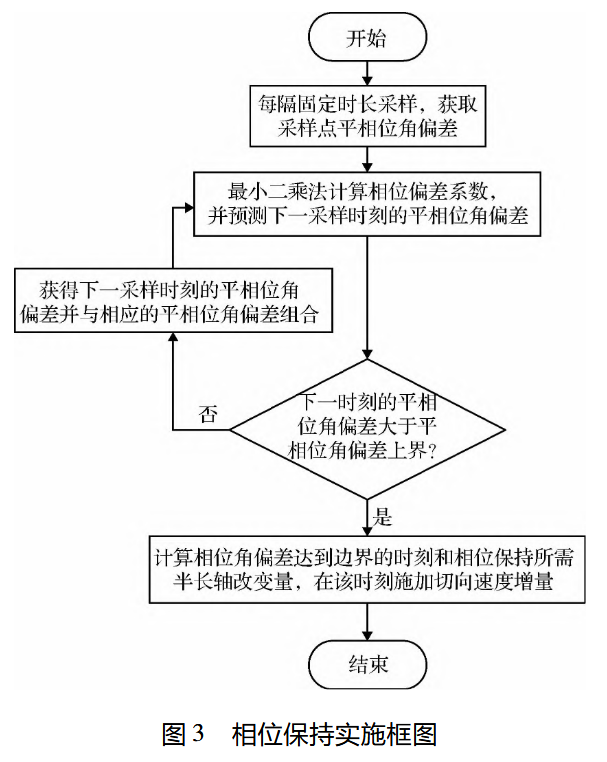 开始
每隔固定时长采样，获取
采样点平相位角偏差
最小二乘法计算相位偏差系数，
并预测下一采样时刻的平相位角偏差
获得下一采样时刻的平相位角
偏差并与相应的平相位角偏差组合
下一时刻的平相
位角偏差大于平
相位角偏差上界？
否
是
计算相位角偏差达到边界的时刻和相位保持所需
半长轴改变量，在该时刻施加切向速度增量
结束
图 3 相位保持实施框图